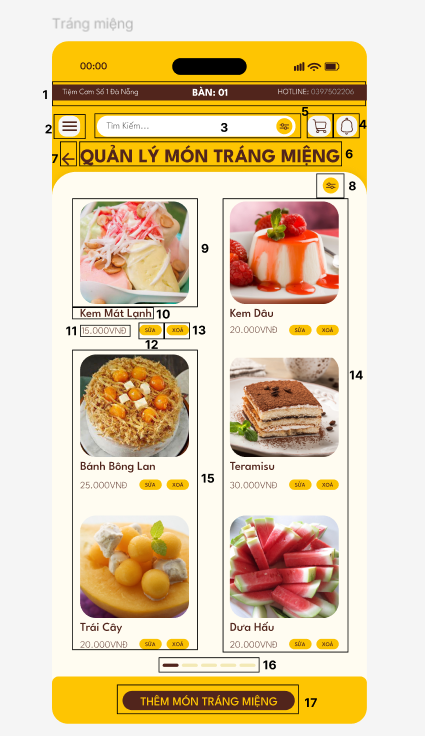 Tráng miệng
00:00
1 Tiệm Cơm Số 1 Đà Nẵng BÀN: 01 HOTLINE: 0397502206
2 Tìm Kiếm... 3 5 4
7 QUẢN LÝ MÓN TRÁNG MIỆNG 6
8
9
Kem Mát Lạnh 10 Kem Dâu
11 15.000VNĐ SỬA XOÁ 13 20.000VNĐ SỬA XOÁ
12
14
Bánh Bông Lan Teramisu
15
25.000VNĐ SỬA XOÁ 30.000VNĐ SỬA XOÁ
Trái Cây Dưa Hấu
20.000VNĐ SỬA XOÁ 20.000VNĐ SỬA XOÁ
16
THÊM MÓN TRÁNG MIỆNG 17